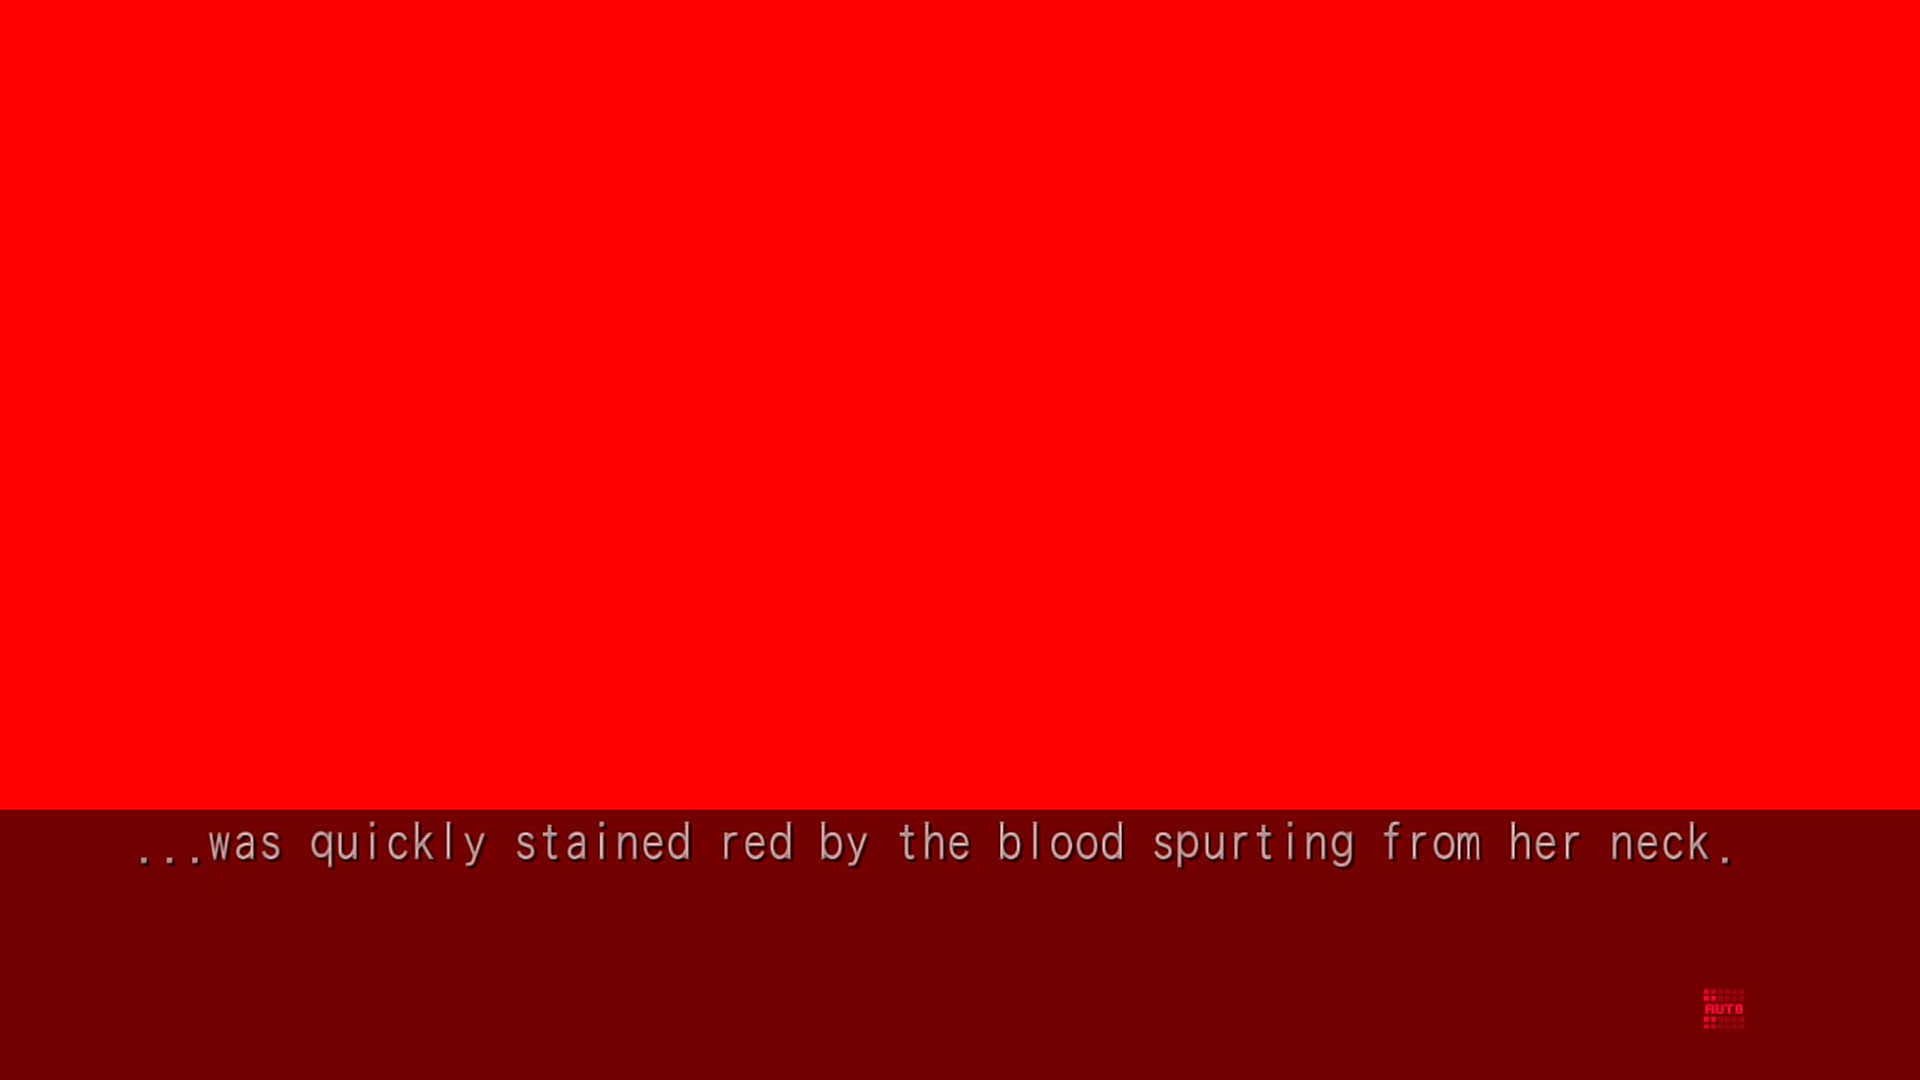 ...was quickly stained red by the blood spurting from her neck.
AUTO